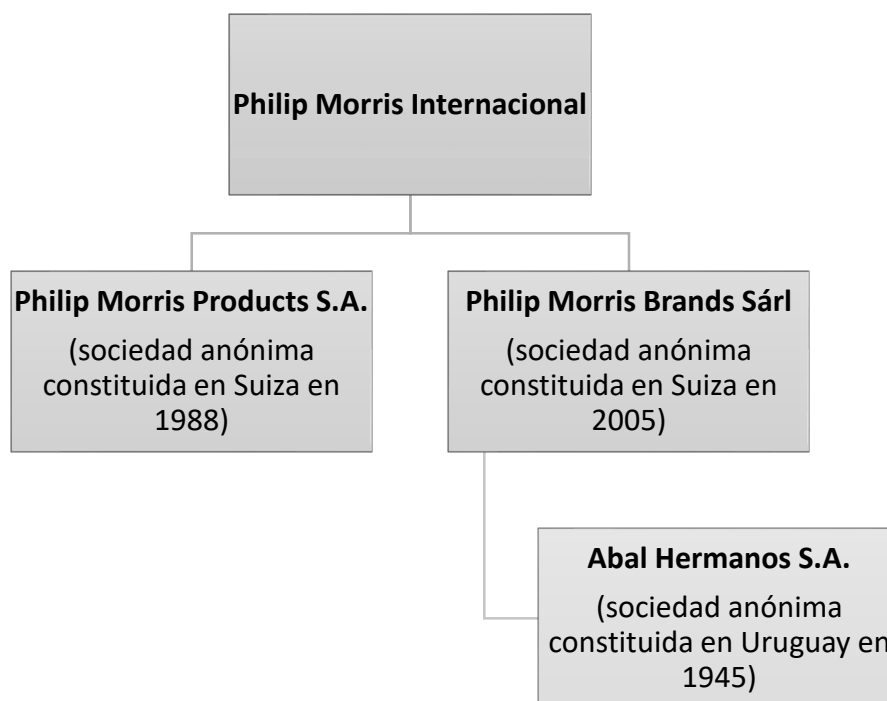 Philip Morris Internacional
Philip Morris Products S.A.
(sociedad anónima
constituida en Suiza en
1988)
Philip Morris Brands Sárl
(sociedad anónima
constituida en Suiza en
2005)
Abal Hermanos S.A.
(sociedad anónima
constituida en Uruguay en
1945)